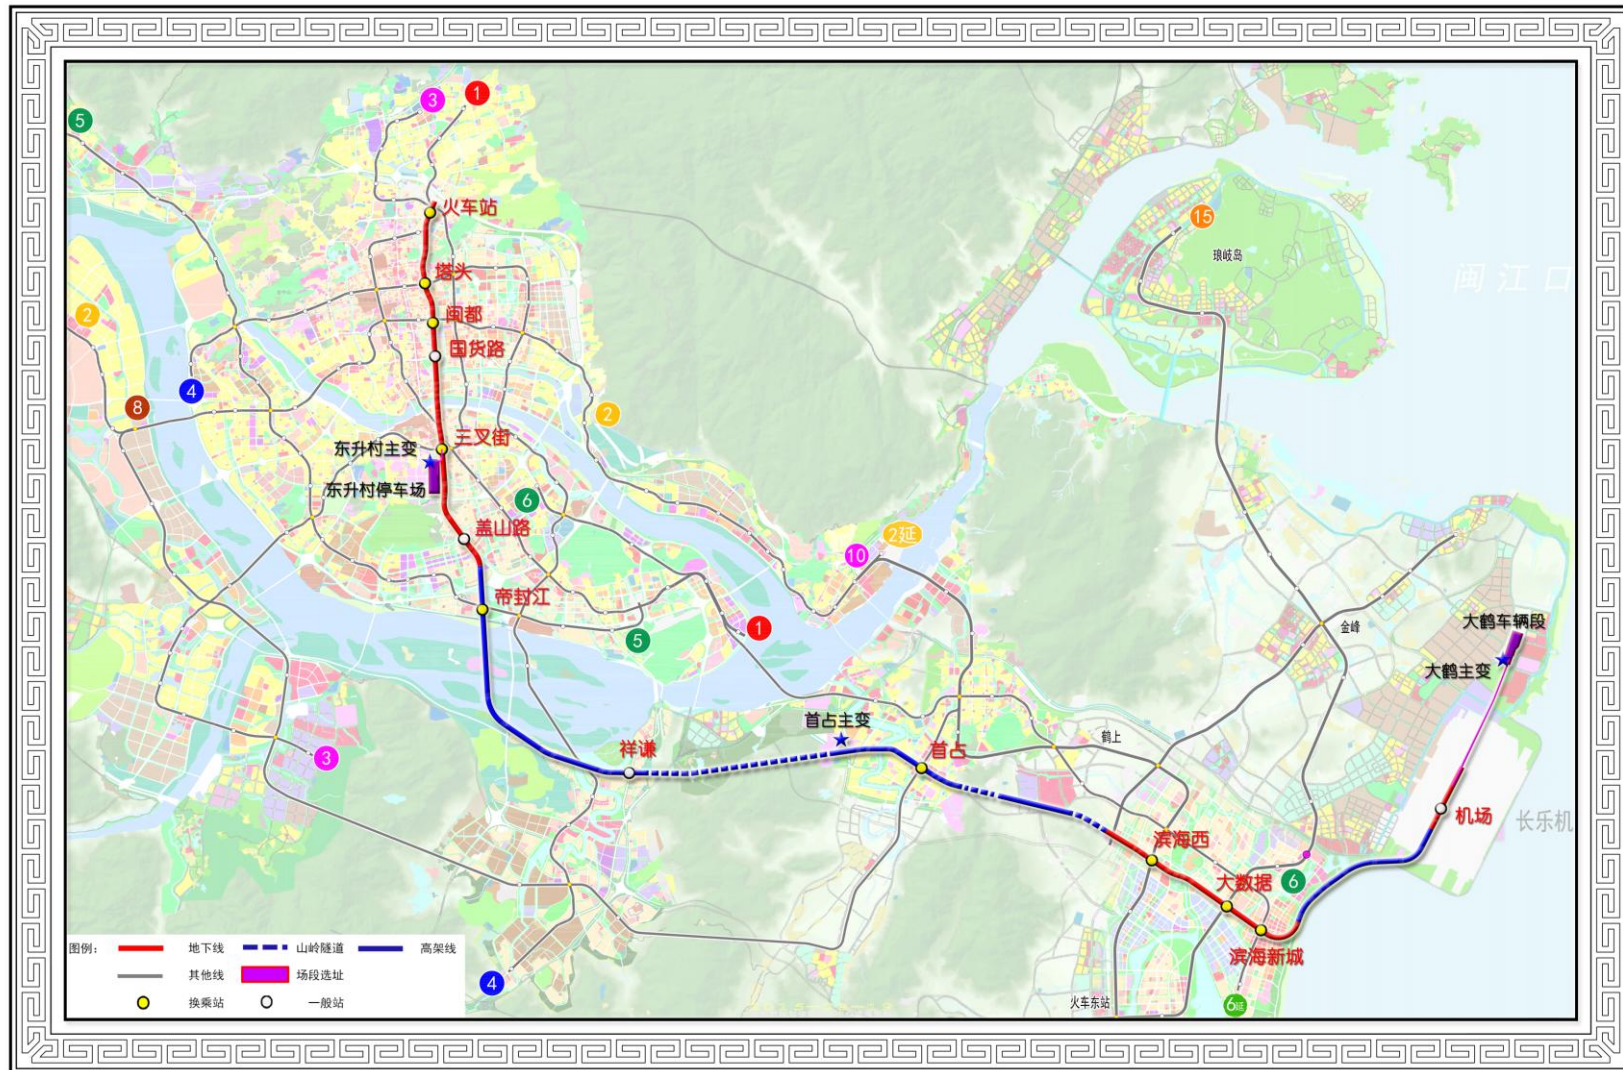 3
1
5
火车站
15
琅岐岛
塔头
闽江口
2
闽都
国货路
4
8
2
三叉街
东升村主变
东升村停车场
6
盖山路
2延
10
帝封江
1
5
金峰
大鹤车辆段
大鹤主变
首占主变
鹤上
祥谦
首占
3
机场
长乐机
滨海西
大数据
6
滨海新城
图例：
地下线
山岭隧道
高架线
其他线
场段选址
换乘站
一般站
4
火车东站
6延